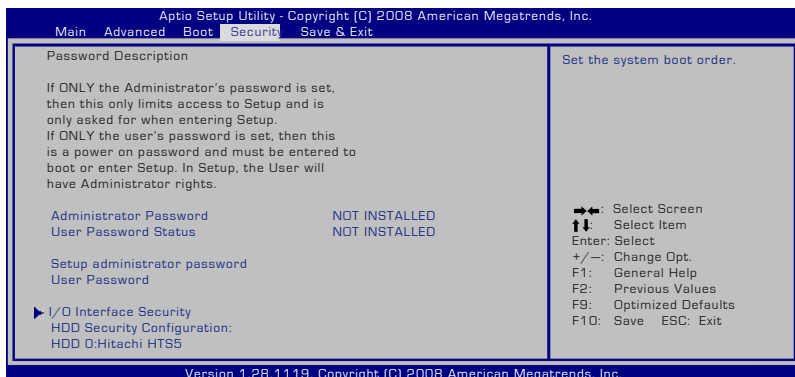 Aptio Setup Utility - Copyright (C) 2008 American Megatrends, Inc.
Main Advanced Boot Security Save & Exit
Password Description
If ONLY the Administrator's password is set,
then this only limits access to Setup and is
only asked for when entering Setup.
If ONLY the user's password is set, then this
is a power on password and must be entered to
boot or enter Setup. In Setup, the User will
have Administrator rights.
Administrator Password NOT INSTALLED
User Password Status NOT INSTALLED
Setup administrator password
User Password
I/O Interface Security
HDD Security Configuration:
HDD 0:Hitachi HTS5
Set the system boot order.
→←: Select Screen
↑↓: Select Item
Enter: Select
+/—: Change Opt.
F1: General Help
F2: Previous Values
F9: Optimized Defaults
F10: Save ESC: Exit
Version 1.28.1119. Copyright (C) 2008 American Megatrends, Inc.